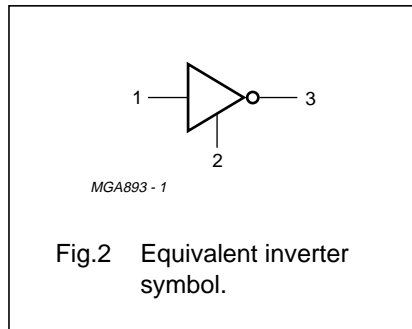 1 3
2
MGA893 - 1
Fig.2 Equivalent inverter
symbol.